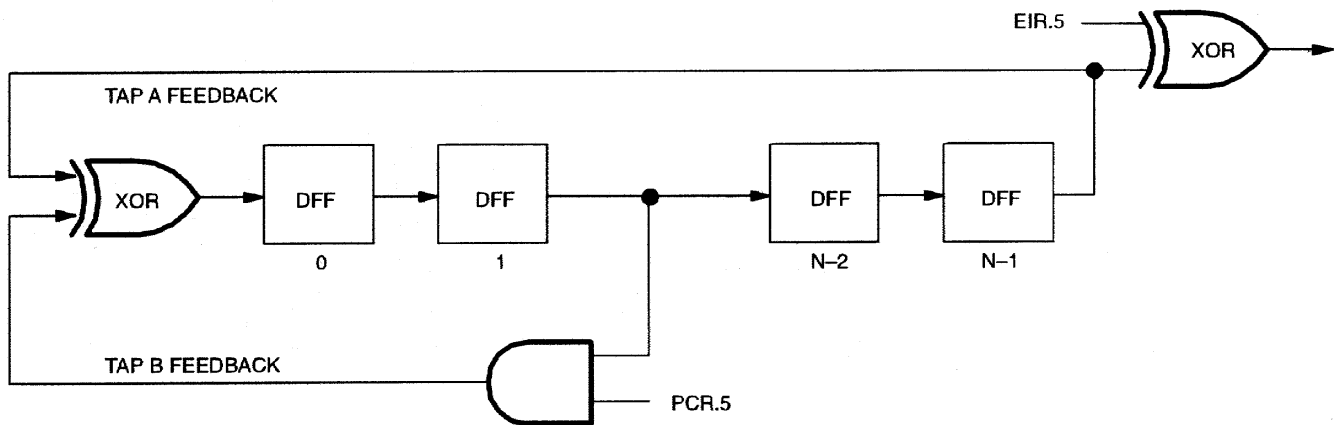 EIR.5
XOR
TAP A FEEDBACK
XOR
DFF
DFF
DFF
DFF
0
1
N–2
N–1
TAP B FEEDBACK
PCR.5